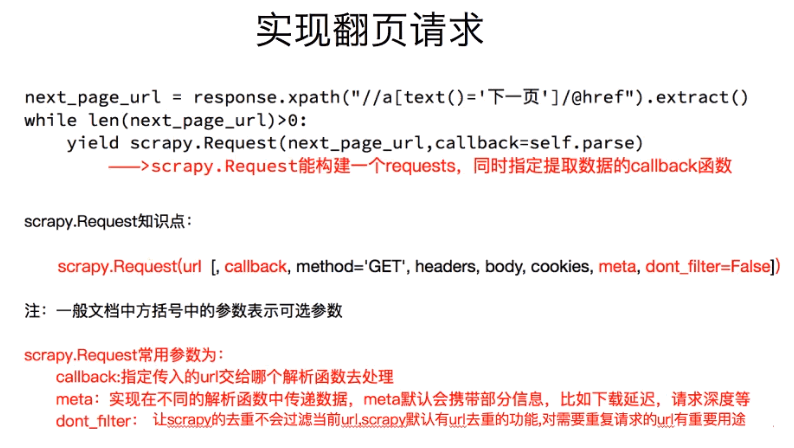 实现翻页请求
next_page_url = response.xpath("//a[text()='下一页']/@href").extract()
while len(next_page_url)>0:
yield scrapy.Request(next_page_url,callback=self.parse)
——>scrapy.Request能构建一个requests，同时指定提取数据的callback函数
scrapy.Request知识点：
scrapy.Request(url [, callback, method='GET', headers, body, cookies, meta, dont_filter=False])
注：一般文档中方括号中的参数表示可选参数
scrapy.Request常用参数为：
callback:指定传入的url交给哪个解析函数去处理
meta：实现在不同的解析函数中传递数据，meta默认会携带部分信息，比如下载延迟，请求深度等
dont_filter： 让scrapy的去重不会过滤当前url,scrapy默认有url去重的功能,对需要重复请求的url有重要用途